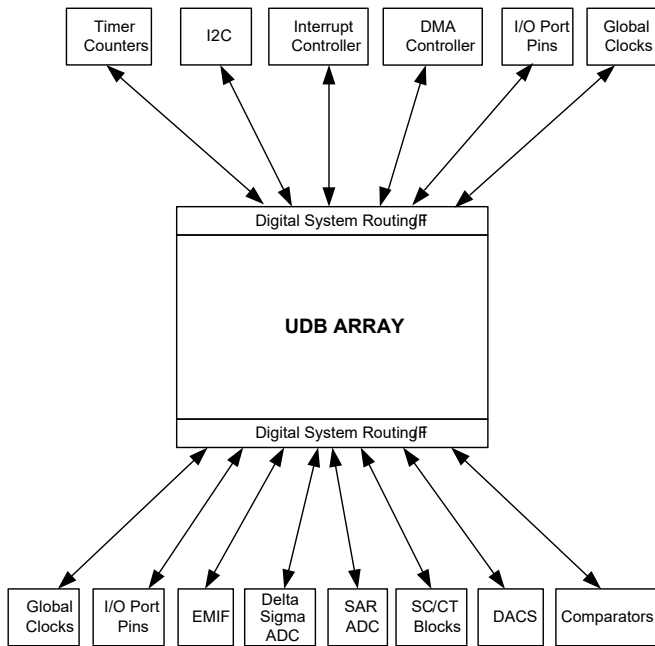 Timer
Counters
I2C
Interrupt
Controller
DMA
Controller
I/O Port
Pins
Global
Clocks
Digital System Routing I/F
UDB ARRAY
Digital System Routing I/F
Global
Clocks
I/O Port
Pins
EMIF
Delta
Sigma
ADC
SAR
ADC
SC/CT
Blocks
DACS
Comparators